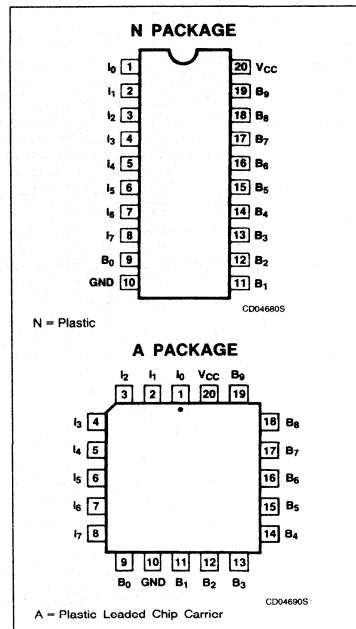 N PACKAGE
I0 1 20 VCC
I1 2 19 B9
I2 3 18 B8
I3 4 17 B7
I4 5 16 B6
I5 6 15 B5
I6 7 14 B4
I7 8 13 B3
B0 9 12 B2
GND 10 11 B1
CD04680S
N = Plastic
A PACKAGE
I2 I1 I0 VCC B9
3 2 1 20 19
I3 4 18 B8
I4 5 17 B7
I5 6 16 B6
I6 7 15 B5
I7 8 14 B4
9 10 11 12 13
B0 GND B1 B2 B3
CD04690S
A = Plastic Leaded Chip Carrier